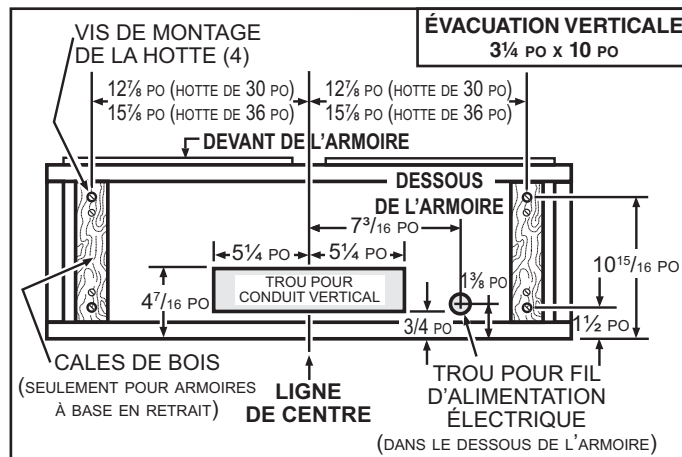 VIS DE MONTAGE
DE LA HOTTE (4)
ÉVACUATION VERTICALE
3¼ PO X 10 PO
12⅞ PO (HOTTE DE 30 PO)
15⅞ PO (HOTTE DE 36 PO)
12⅞ PO (HOTTE DE 30 PO)
15⅞ PO (HOTTE DE 36 PO)
DEVANT DE L’ARMOIRE
DESSOUS
DE L’ARMOIRE
7³/₁₆ PO
5¼ PO
5¼ PO
TROU POUR
CONDUIT VERTICAL
4⁷/₁₆ PO
3/4 PO
1⅜ PO
10¹⁵/₁₆ PO
1½ PO
CALES DE BOIS
(SEULEMENT POUR ARMOIRES
À BASE EN RETRAIT)
LIGNE
DE CENTRE
TROU POUR FIL
D’ALIMENTATION
ÉLECTRIQUE
(DANS LE DESSOUS DE L’ARMOIRE)